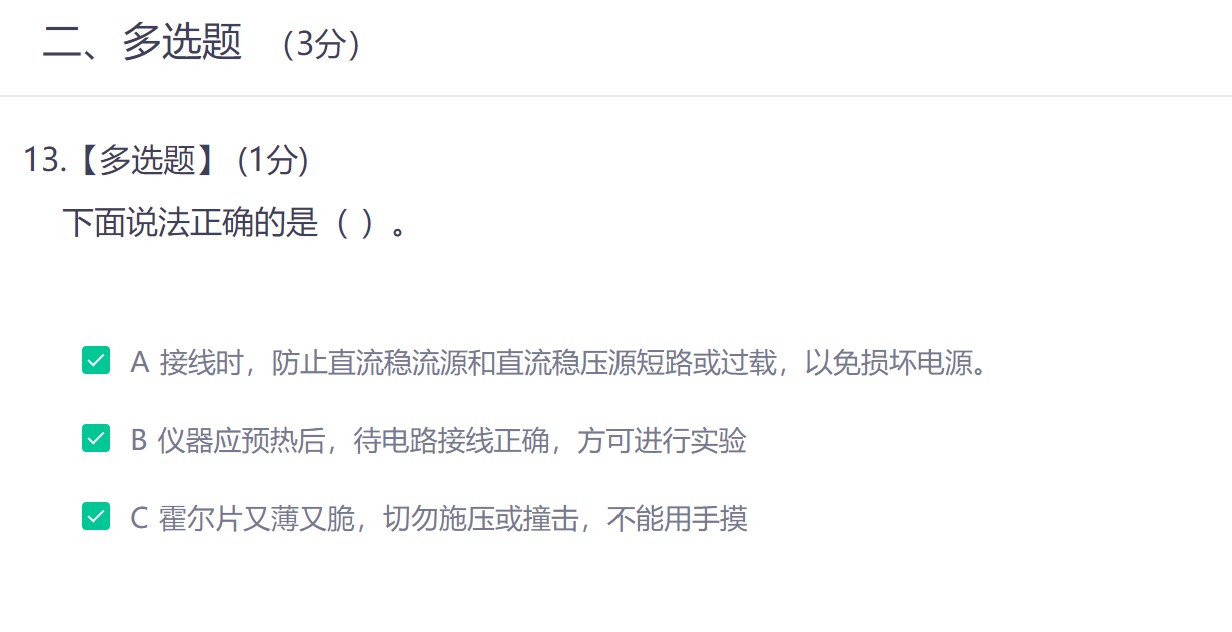 二、多选题 （3分）
13.【多选题】 (1分)
下面说法正确的是（ ）。
A 接线时，防止直流稳流源和直流稳压源短路或过载，以免损坏电源。
B 仪器应预热后，待电路接线正确，方可进行实验
C 霍尔片又薄又脆，切勿施压或撞击，不能用手摸